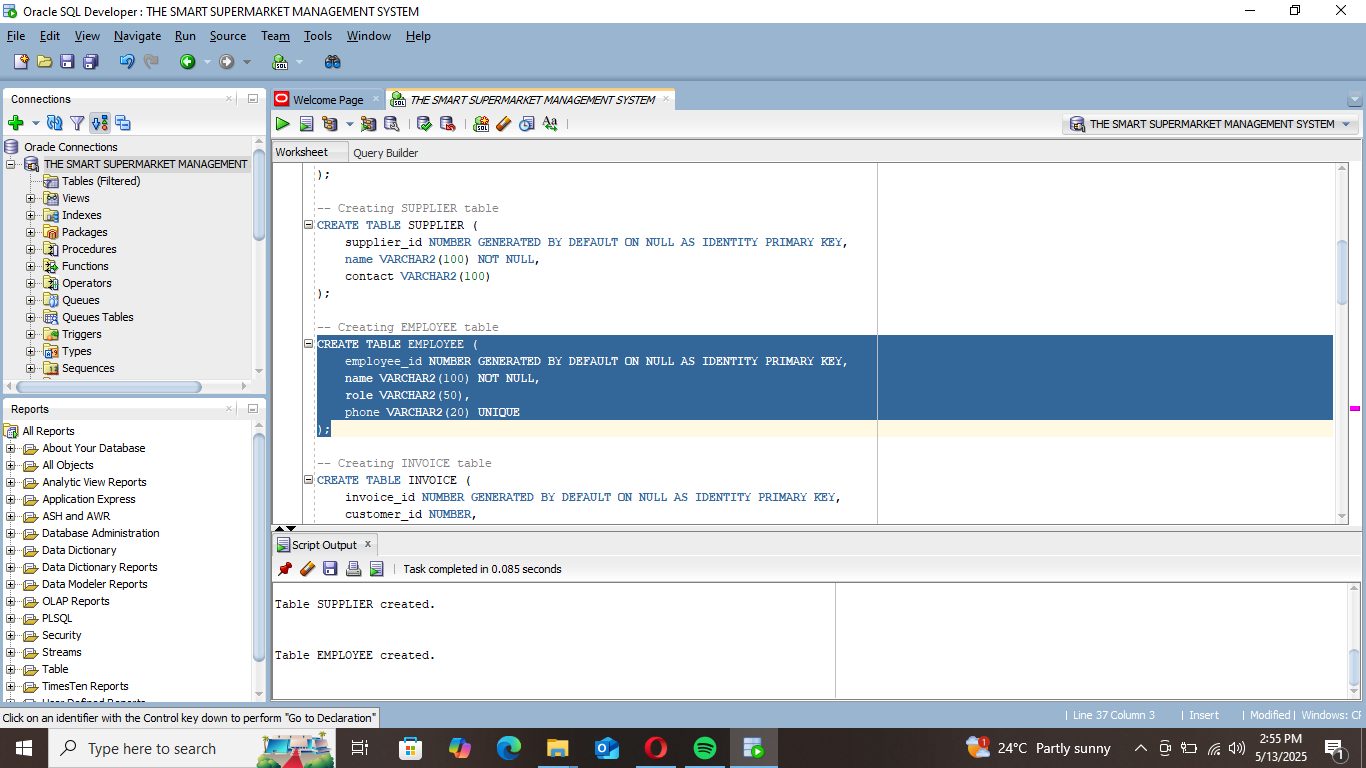 Oracle SQL Developer : THE SMART SUPERMARKET MANAGEMENT SYSTEM
File Edit View Navigate Run Source Team Tools Window Help
Connections
Oracle Connections
THE SMART SUPERMARKET MANAGEMENT
Tables (Filtered)
Views
Indexes
Packages
Procedures
Functions
Operators
Queues
Queues Tables
Triggers
Types
Sequences
Reports
All Reports
About Your Database
All Objects
Analytic View Reports
Application Express
ASH and AWR
Database Administration
Data Dictionary
Data Dictionary Reports
Data Modeler Reports
OLAP Reports
PLSQL
Security
Streams
Table
TimesTen Reports
User Defined Reports
Welcome Page
THE SMART SUPERMARKET MANAGEMENT SYSTEM
THE SMART SUPERMARKET MANAGEMENT SYSTEM
Worksheet Query Builder
);
-- Creating SUPPLIER table
CREATE TABLE SUPPLIER (
supplier_id NUMBER GENERATED BY DEFAULT ON NULL AS IDENTITY PRIMARY KEY,
name VARCHAR2(100) NOT NULL,
contact VARCHAR2(100)
);
-- Creating EMPLOYEE table
CREATE TABLE EMPLOYEE (
employee_id NUMBER GENERATED BY DEFAULT ON NULL AS IDENTITY PRIMARY KEY,
name VARCHAR2(100) NOT NULL,
role VARCHAR2(50),
phone VARCHAR2(20) UNIQUE
);
-- Creating INVOICE table
CREATE TABLE INVOICE (
invoice_id NUMBER GENERATED BY DEFAULT ON NULL AS IDENTITY PRIMARY KEY,
customer_id NUMBER,
Script Output
Task completed in 0.085 seconds
Table SUPPLIER created.
Table EMPLOYEE created.
Click on an identifier with the Control key down to perform "Go to Declaration"
Line 37 Column 3 Insert Modified Windows: CF
Type here to search
24°C Partly sunny
2:55 PM
5/13/2025